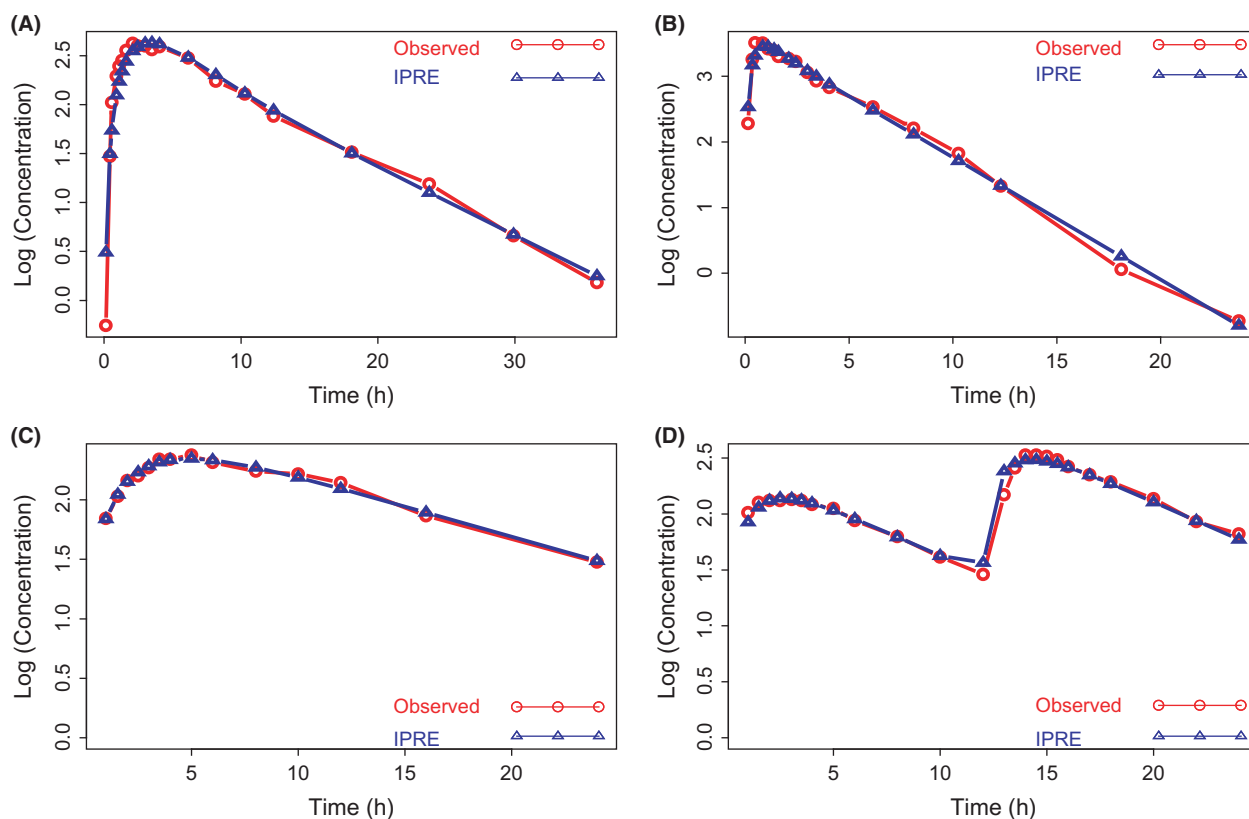 (A)
Log (Concentration)
2.5
2.0
1.5
1.0
0.5
0.0
Observed
IPRE
0
10
20
30
Time (h)
(B)
Log (Concentration)
3
2
1
0
Observed
IPRE
0
5
10
15
20
Time (h)
(C)
Log (Concentration)
2.0
1.5
1.0
0.5
0.0
Observed
IPRE
5
10
15
20
Time (h)
(D)
Log (Concentration)
2.5
2.0
1.5
1.0
0.5
0.0
Observed
IPRE
5
10
15
20
Time (h)